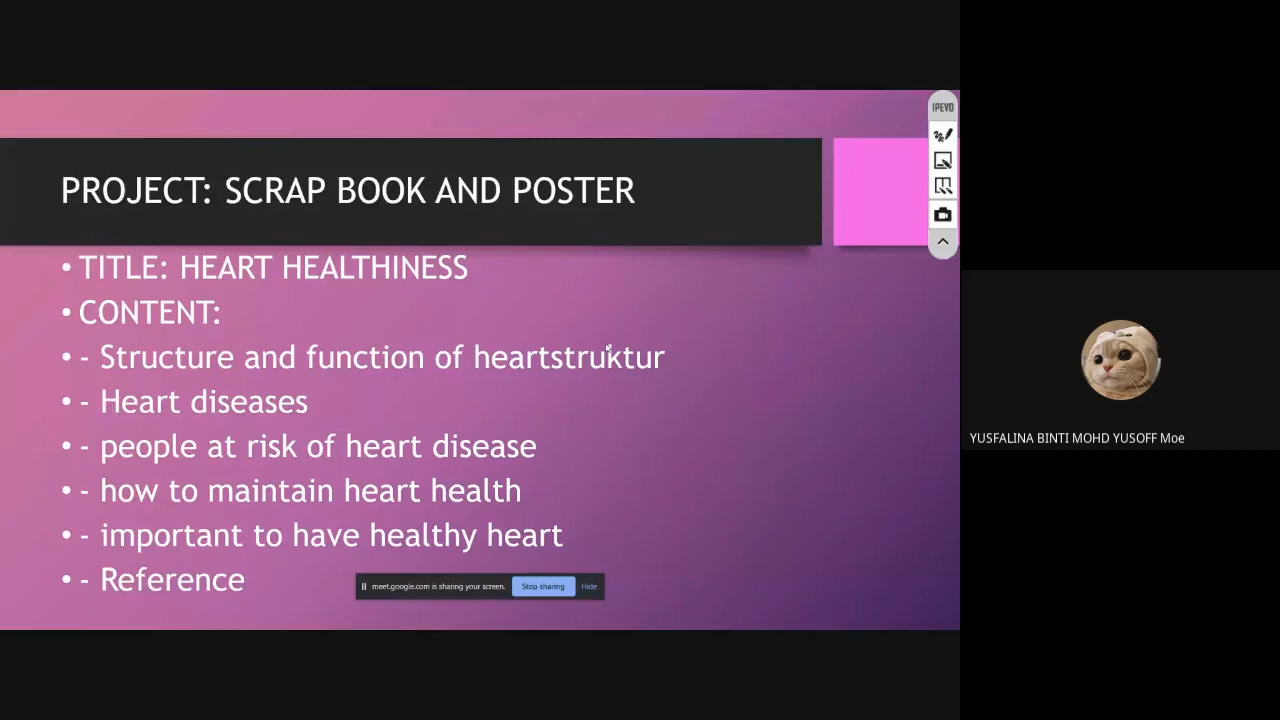 IPEVO
PROJECT: SCRAP BOOK AND POSTER
• TITLE: HEART HEALTHINESS
• CONTENT:
• - Structure and function of heartstruktur
• - Heart diseases
• - people at risk of heart disease
• - how to maintain heart health
• - important to have healthy heart
• - Reference
meet.google.com is sharing your screen. Stop sharing Hide
YUSFALINA BINTI MOHD YUSOFF Moe